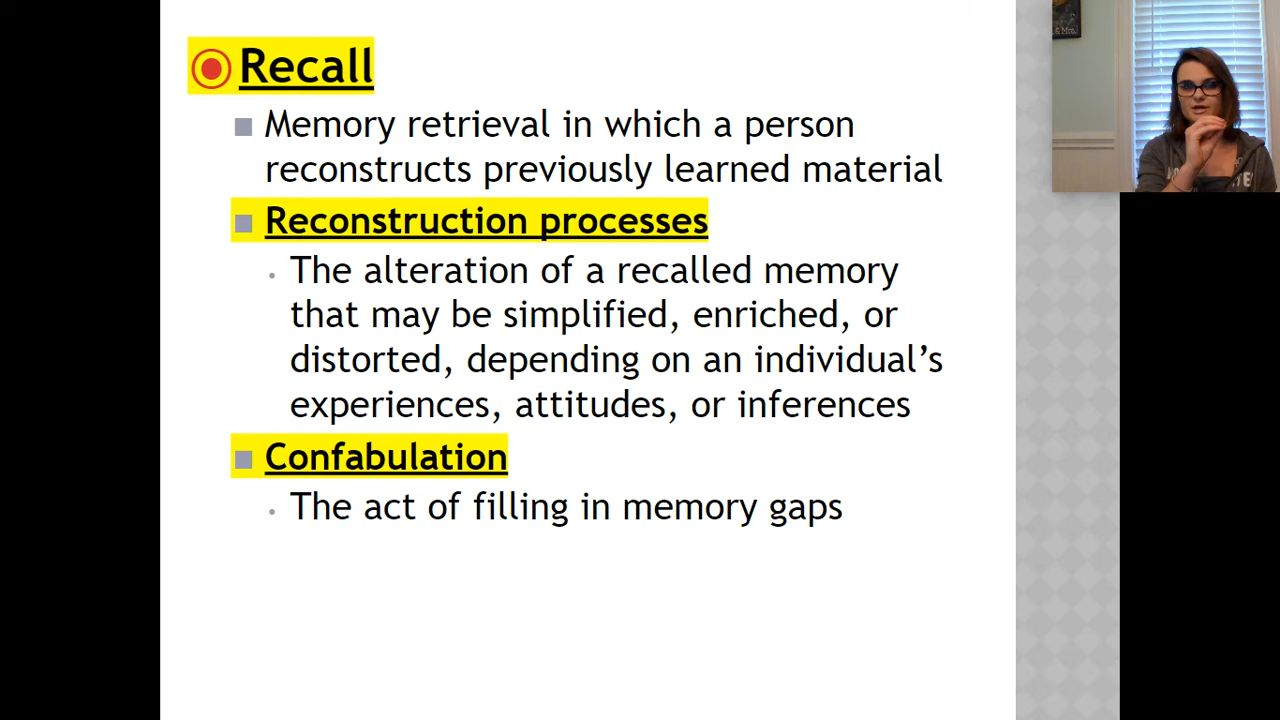 Recall
Memory retrieval in which a person
reconstructs previously learned material
Reconstruction processes
The alteration of a recalled memory
that may be simplified, enriched, or
distorted, depending on an individual’s
experiences, attitudes, or inferences
Confabulation
The act of filling in memory gaps